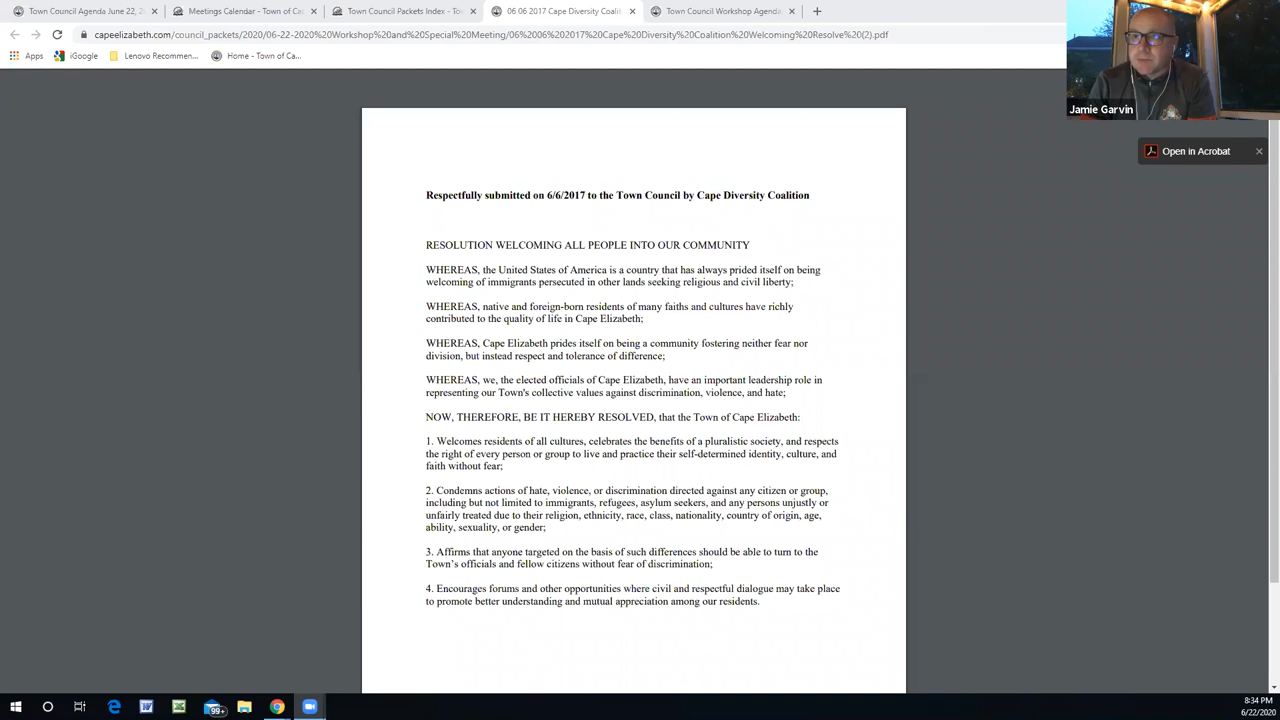 Town Council Agenda June 22, 2
Meetings Calendar - Town of Ca
Town Council Packets Index - To
06 06 2017 Cape Diversity Coalit
Town Council Workshop Agenda
capeelizabeth.com/council_packets/2020/06-22-2020%20Workshop%20and%20Special%20Meeting/06%2006%202017%20Cape%20Diversity%20Coalition%20Welcoming%20Resolve%20(2).pdf
Apps
iGoogle
Lenovo Recommen...
Home - Town of Ca...
Jamie Garvin
Open in Acrobat
Respectfully submitted on 6/6/2017 to the Town Council by Cape Diversity Coalition
RESOLUTION WELCOMING ALL PEOPLE INTO OUR COMMUNITY
WHEREAS, the United States of America is a country that has always prided itself on being
welcoming of immigrants persecuted in other lands seeking religious and civil liberty;
WHEREAS, native and foreign-born residents of many faiths and cultures have richly
contributed to the quality of life in Cape Elizabeth;
WHEREAS, Cape Elizabeth prides itself on being a community fostering neither fear nor
division, but instead respect and tolerance of difference;
WHEREAS, we, the elected officials of Cape Elizabeth, have an important leadership role in
representing our Town's collective values against discrimination, violence, and hate;
NOW, THEREFORE, BE IT HEREBY RESOLVED, that the Town of Cape Elizabeth:
1. Welcomes residents of all cultures, celebrates the benefits of a pluralistic society, and respects
the right of every person or group to live and practice their self-determined identity, culture, and
faith without fear;
2. Condemns actions of hate, violence, or discrimination directed against any citizen or group,
including but not limited to immigrants, refugees, asylum seekers, and any persons unjustly or
unfairly treated due to their religion, ethnicity, race, class, nationality, country of origin, age,
ability, sexuality, or gender;
3. Affirms that anyone targeted on the basis of such differences should be able to turn to the
Town's officials and fellow citizens without fear of discrimination;
4. Encourages forums and other opportunities where civil and respectful dialogue may take place
to promote better understanding and mutual appreciation among our residents.
99+
8:34 PM
6/22/2020